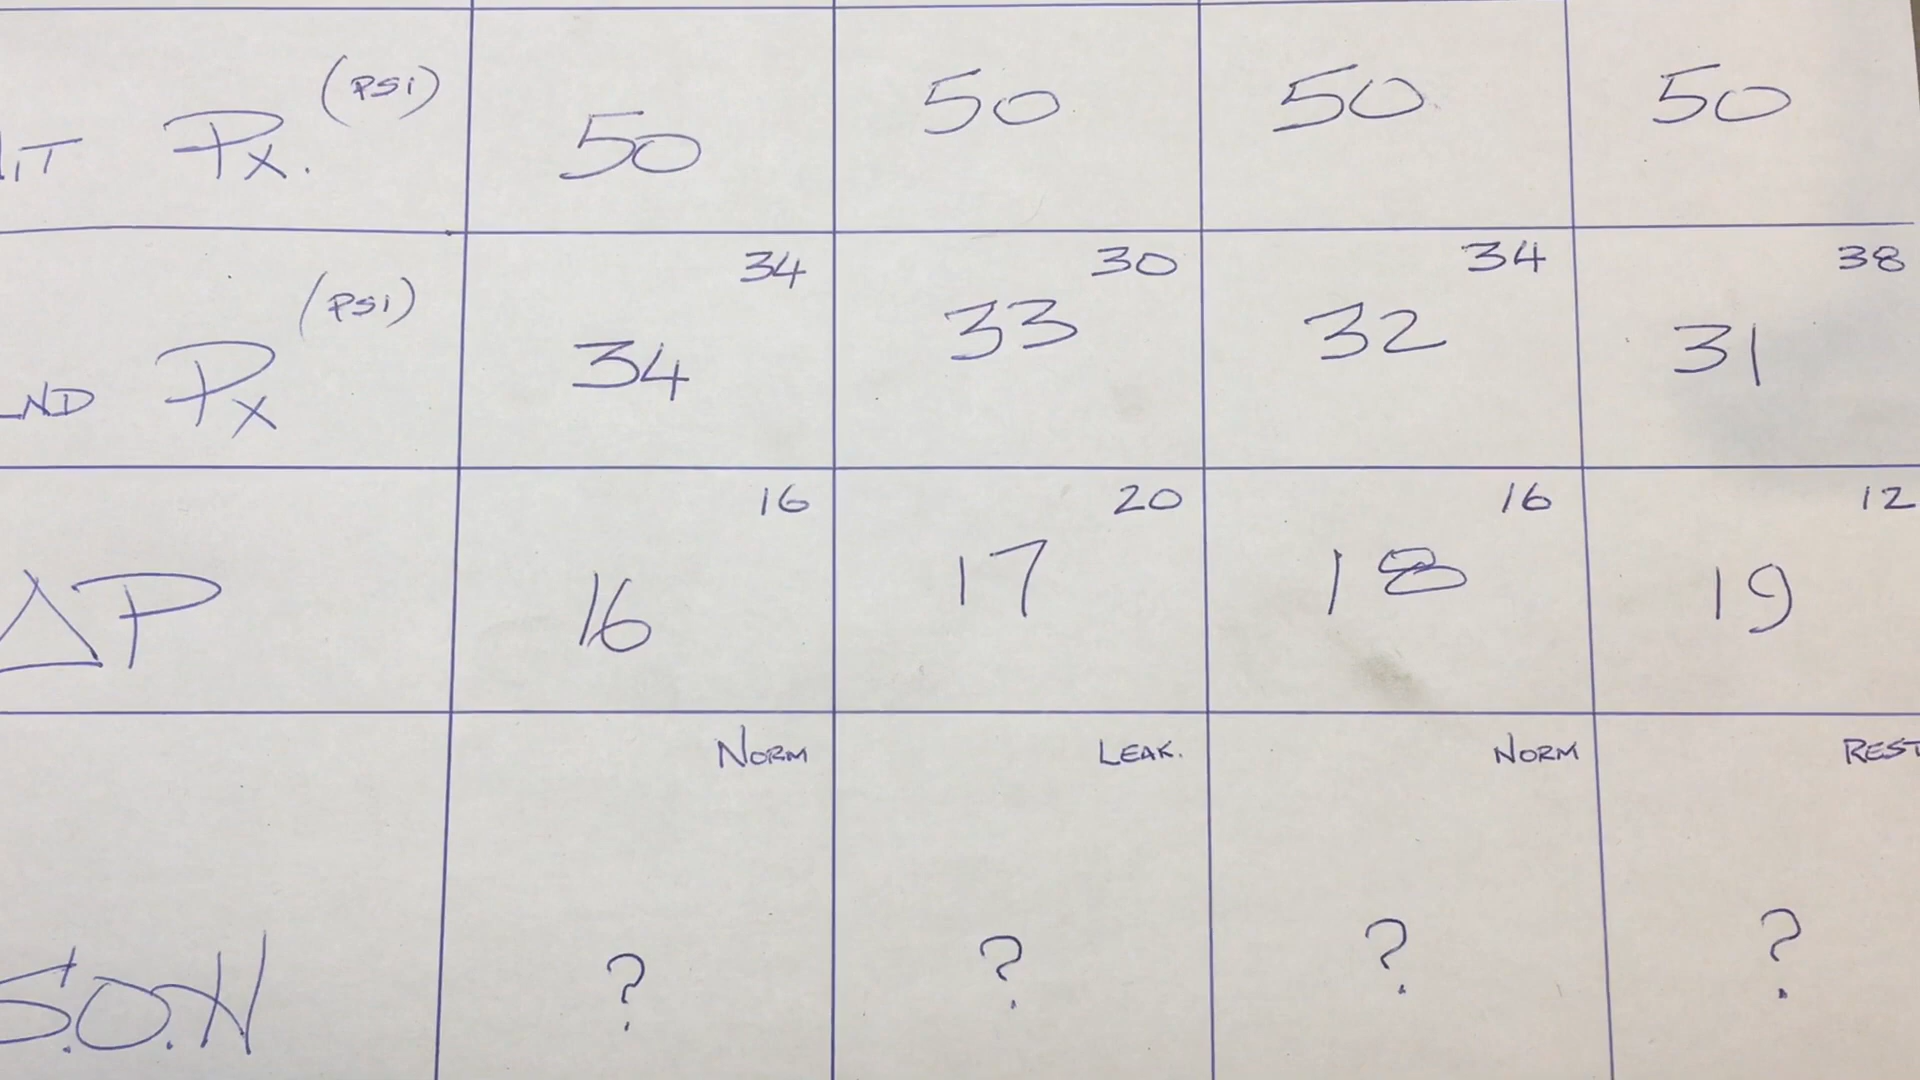 IT Px. (PSI) 50 50 50 50
34 30 34 38
ND Px (PSI) 34 33 32 31
16 20 16 12
ΔP 16 17 18 19
NORM LEAK. NORM REST
S.O.H ? ? ? ?